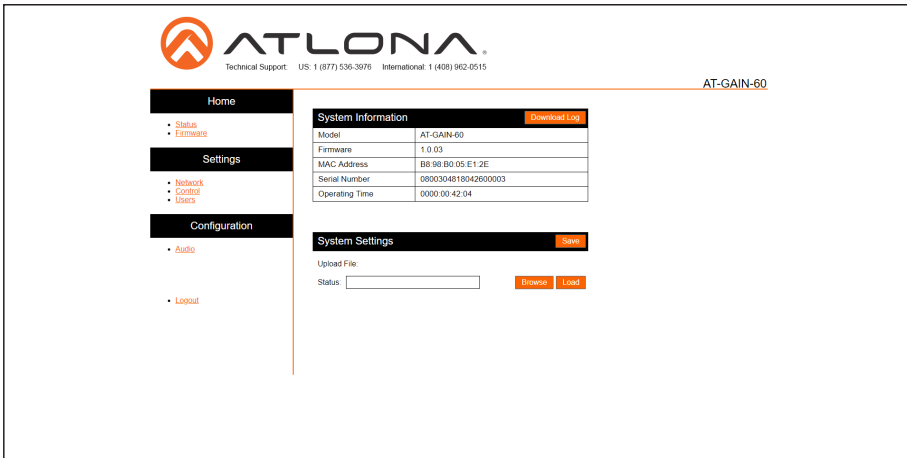 ATLONA®
Technical Support: US: 1 (877) 536-3976 International: 1 (408) 962-0515
AT-GAIN-60
Home
• Status
• Firmware
Settings
• Network
• Control
• Users
Configuration
• Audio
• Logout
System Information Download Log
Model AT-GAIN-60
Firmware 1.0.03
MAC Address B8:98:B0:05:E1:2E
Serial Number 0800304818042600003
Operating Time 0000:00:42:04
System Settings Save
Upload File:
Status: Browse Load